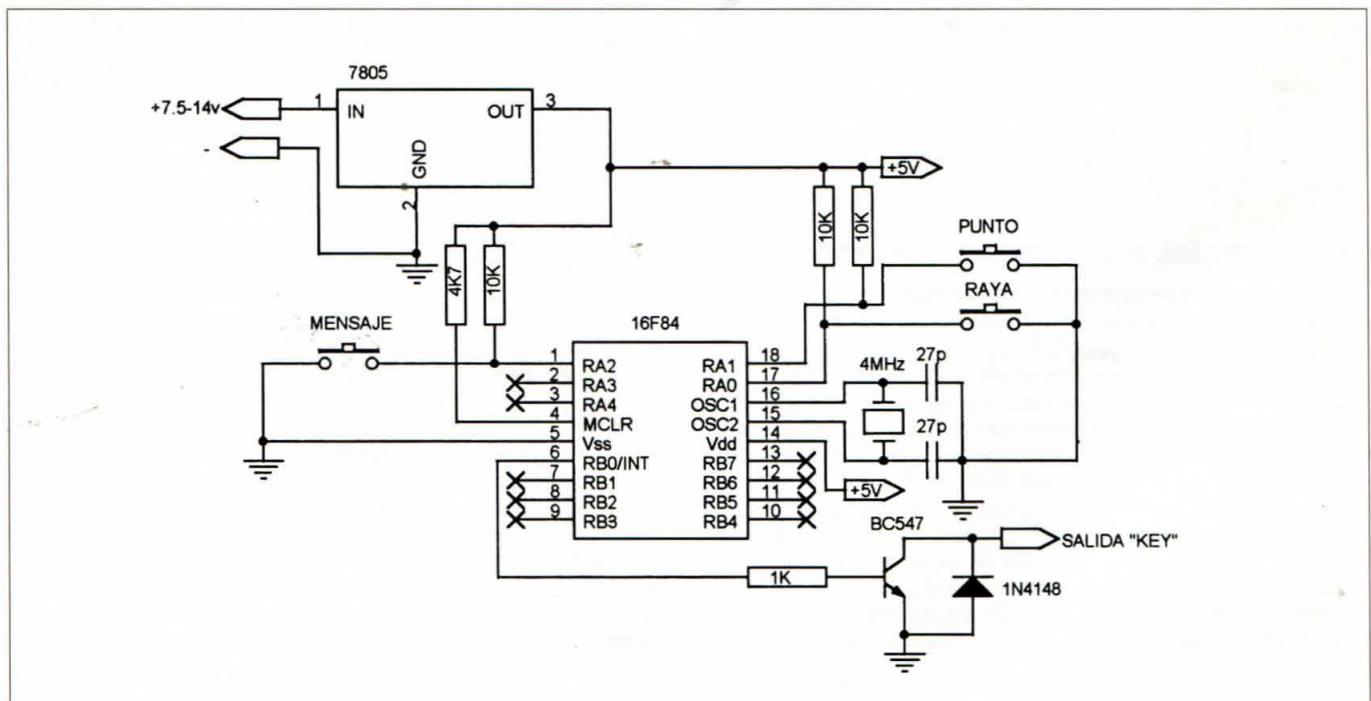 7805
+7.5-14v
1
IN
OUT
3
GND
2
-
+5V
4K7
10K
10K
10K
PUNTO
RAYA
MENSAJE
16F84
1 RA2
2 RA3
3 RA4
4 MCLR
5 Vss
6 RB0/INT
7 RB1
8 RB2
9 RB3
RA1 18
RA0 17
OSC1 16
OSC2 15
Vdd 14
RB7 13
RB6 12
RB5 11
RB4 10
4MHz
27p
27p
+5V
BC547
SALIDA "KEY"
1K
1N4148